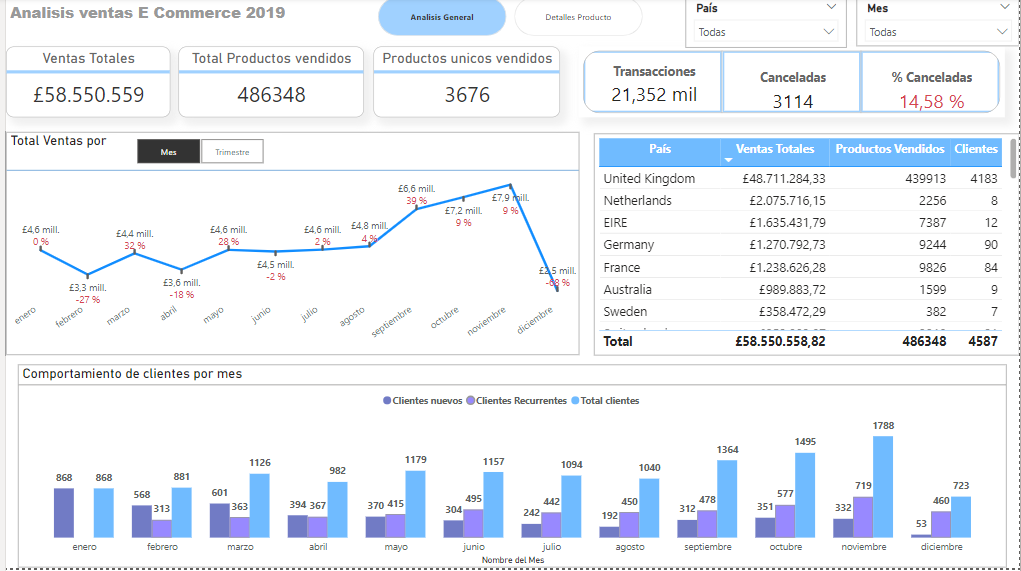 Analisis ventas E Commerce 2019
Analisis General
Detalles Producto
País
Todas
Mes
Todas
Ventas Totales
£58.550.559
Total Productos vendidos
486348
Productos unicos vendidos
3676
Transacciones
21,352 mil
Canceladas
3114
% Canceladas
14,58 %
Total Ventas por
Mes
Trimestre
£4,6 mill.
0 %
£3,3 mill.
-27 %
£4,4 mill.
32 %
£3,6 mill.
-18 %
£4,6 mill.
28 %
£4,5 mill.
-2 %
£4,6 mill.
2 %
£4,8 mill.
4 %
£6,6 mill.
39 %
£7,2 mill.
9 %
£7,9 mill.
9 %
£2,5 mill.
-68 %
enero febrero marzo abril mayo junio julio agosto septiembre octubre noviembre diciembre
País Ventas Totales Productos Vendidos Clientes
United Kingdom £48.711.284,33 439913 4183
Netherlands £2.075.716,15 2256 8
EIRE £1.635.431,79 7387 12
Germany £1.270.792,73 9244 90
France £1.238.626,28 9826 84
Australia £989.883,72 1599 9
Sweden £358.472,29 382 7
Total £58.550.558,82 486348 4587
Comportamiento de clientes por mes
Clientes nuevos Clientes Recurrentes Total clientes
868 868
568 313 881
601 363 1126
394 367 982
370 415 1179
304 495 1157
242 442 1094
192 450 1040
312 478 1364
351 577 1495
332 719 1788
53 460 723
enero febrero marzo abril mayo junio julio agosto septiembre octubre noviembre diciembre
Nombre del Mes